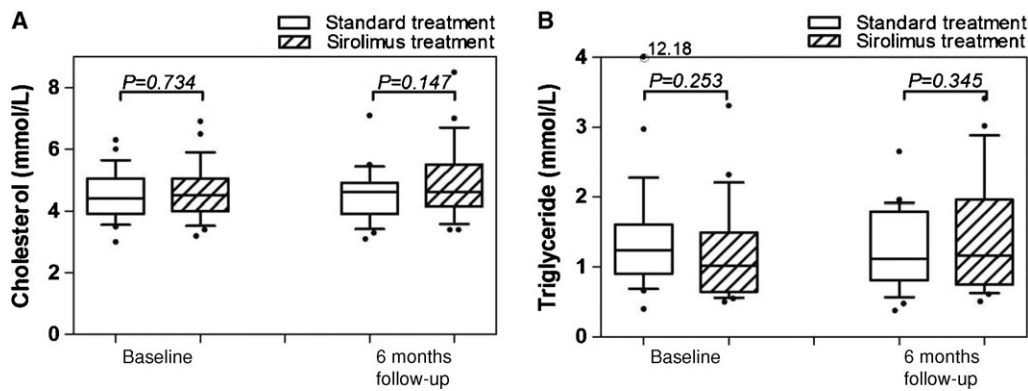 A
Standard treatment
Sirolimus treatment
Cholesterol (mmol/L)
8
6
4
2
0
P=0.734
P=0.147
Baseline
6 months
follow-up
B
Standard treatment
Sirolimus treatment
Triglyceride (mmol/L)
4
3
2
1
0
12.18
P=0.253
P=0.345
Baseline
6 months
follow-up